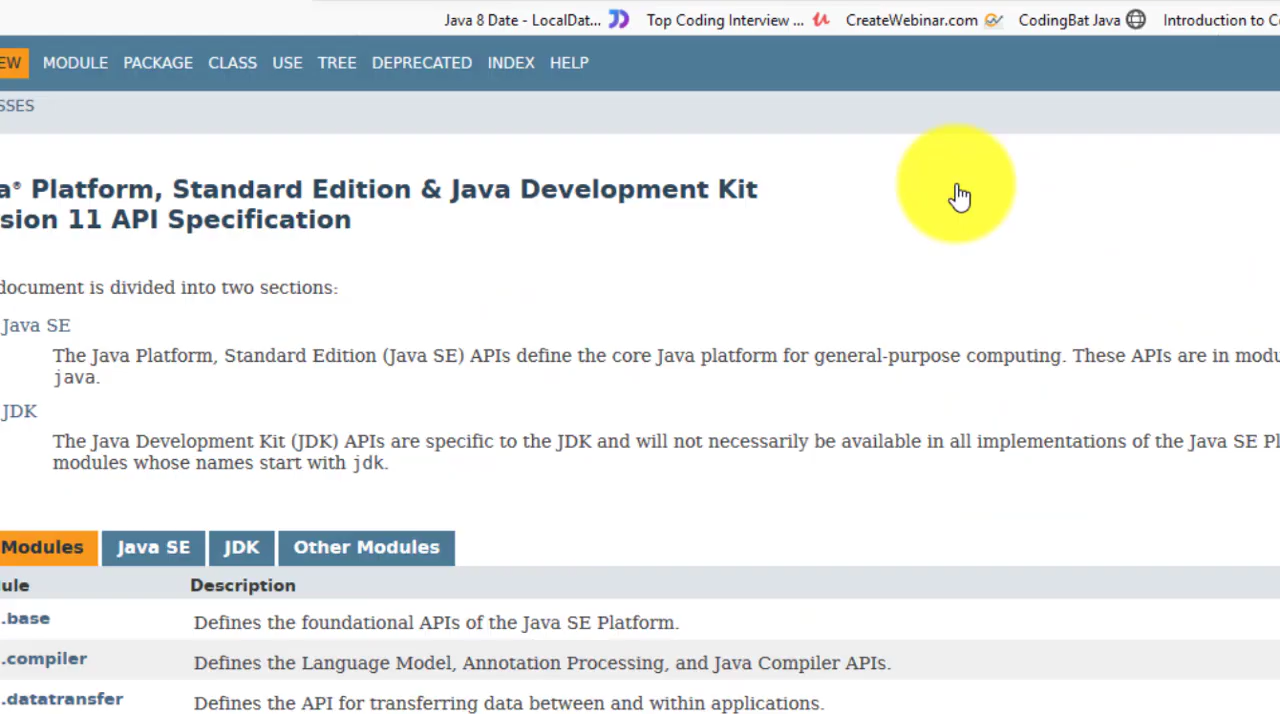 Java 8 Date - LocalDat... Top Coding Interview ... CreateWebinar.com CodingBat Java Introduction to C
EW MODULE PACKAGE CLASS USE TREE DEPRECATED INDEX HELP
SSES
a® Platform, Standard Edition & Java Development Kit
sion 11 API Specification
document is divided into two sections:
Java SE
The Java Platform, Standard Edition (Java SE) APIs define the core Java platform for general-purpose computing. These APIs are in modu
java.
JDK
The Java Development Kit (JDK) APIs are specific to the JDK and will not necessarily be available in all implementations of the Java SE Pl
modules whose names start with jdk.
Modules Java SE JDK Other Modules
ule Description
.base Defines the foundational APIs of the Java SE Platform.
.compiler Defines the Language Model, Annotation Processing, and Java Compiler APIs.
.datatransfer Defines the API for transferring data between and within applications.